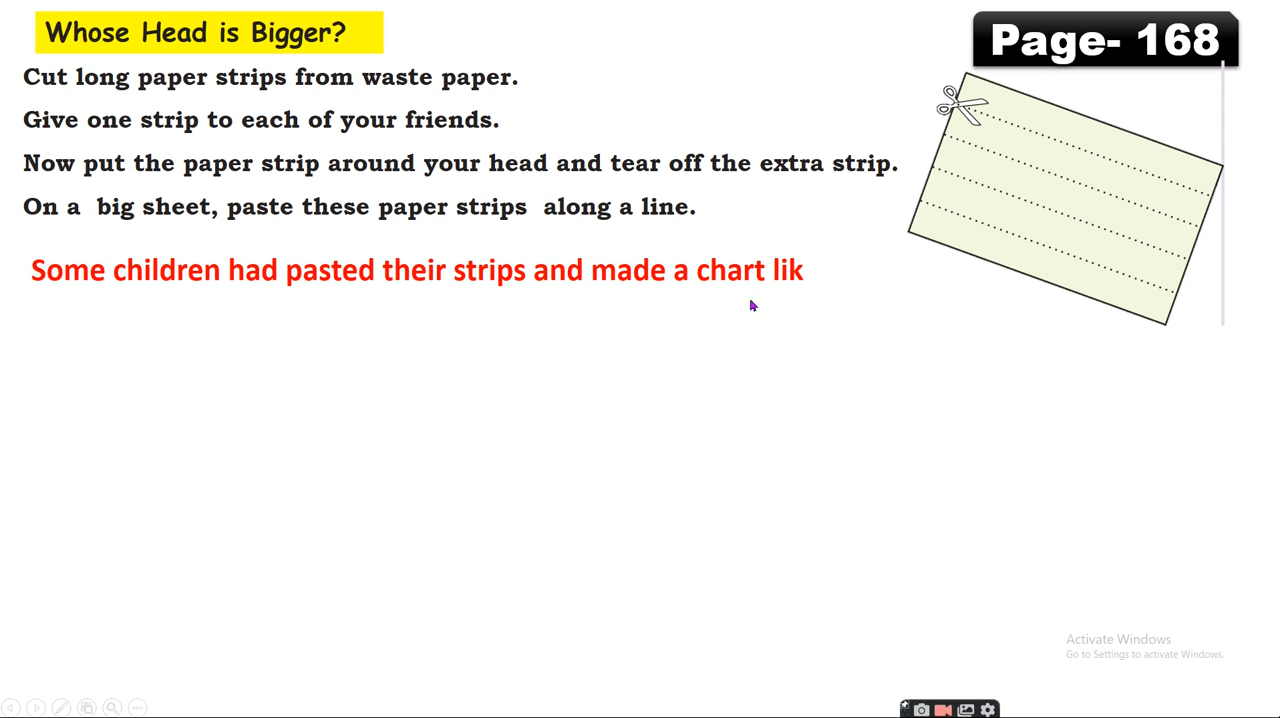 Whose Head is Bigger?
Page- 168
Cut long paper strips from waste paper.
Give one strip to each of your friends.
Now put the paper strip around your head and tear off the extra strip.
On a big sheet, paste these paper strips along a line.
Some children had pasted their strips and made a chart lik
Activate Windows
Go to Settings to activate Windows.